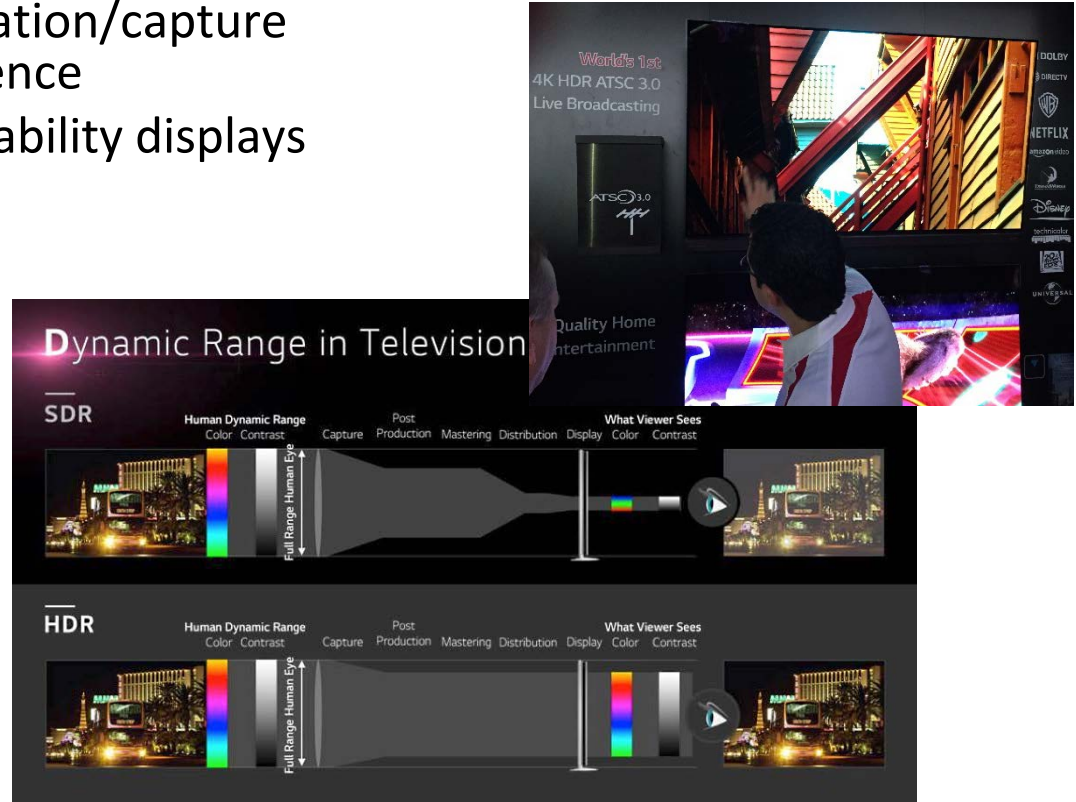 ation/capture
ence
ability displays
World's 1st
4K HDR ATSC 3.0
Live Broadcasting
ATSC 3.0
Quality Home
ntertainment
DOLBY
DIRECTV
WB
NETFLIX
amazon video
Disney
technicolor
UNIVERSAL
Dynamic Range in Television
SDR
Human Dynamic Range
Color Contrast
Capture
Post
Production
Mastering
Distribution
Display
What Viewer Sees
Color Contrast
Full Range Human Eye
HDR
Human Dynamic Range
Color Contrast
Capture
Post
Production
Mastering
Distribution
Display
What Viewer Sees
Color Contrast
Full Range Human Eye